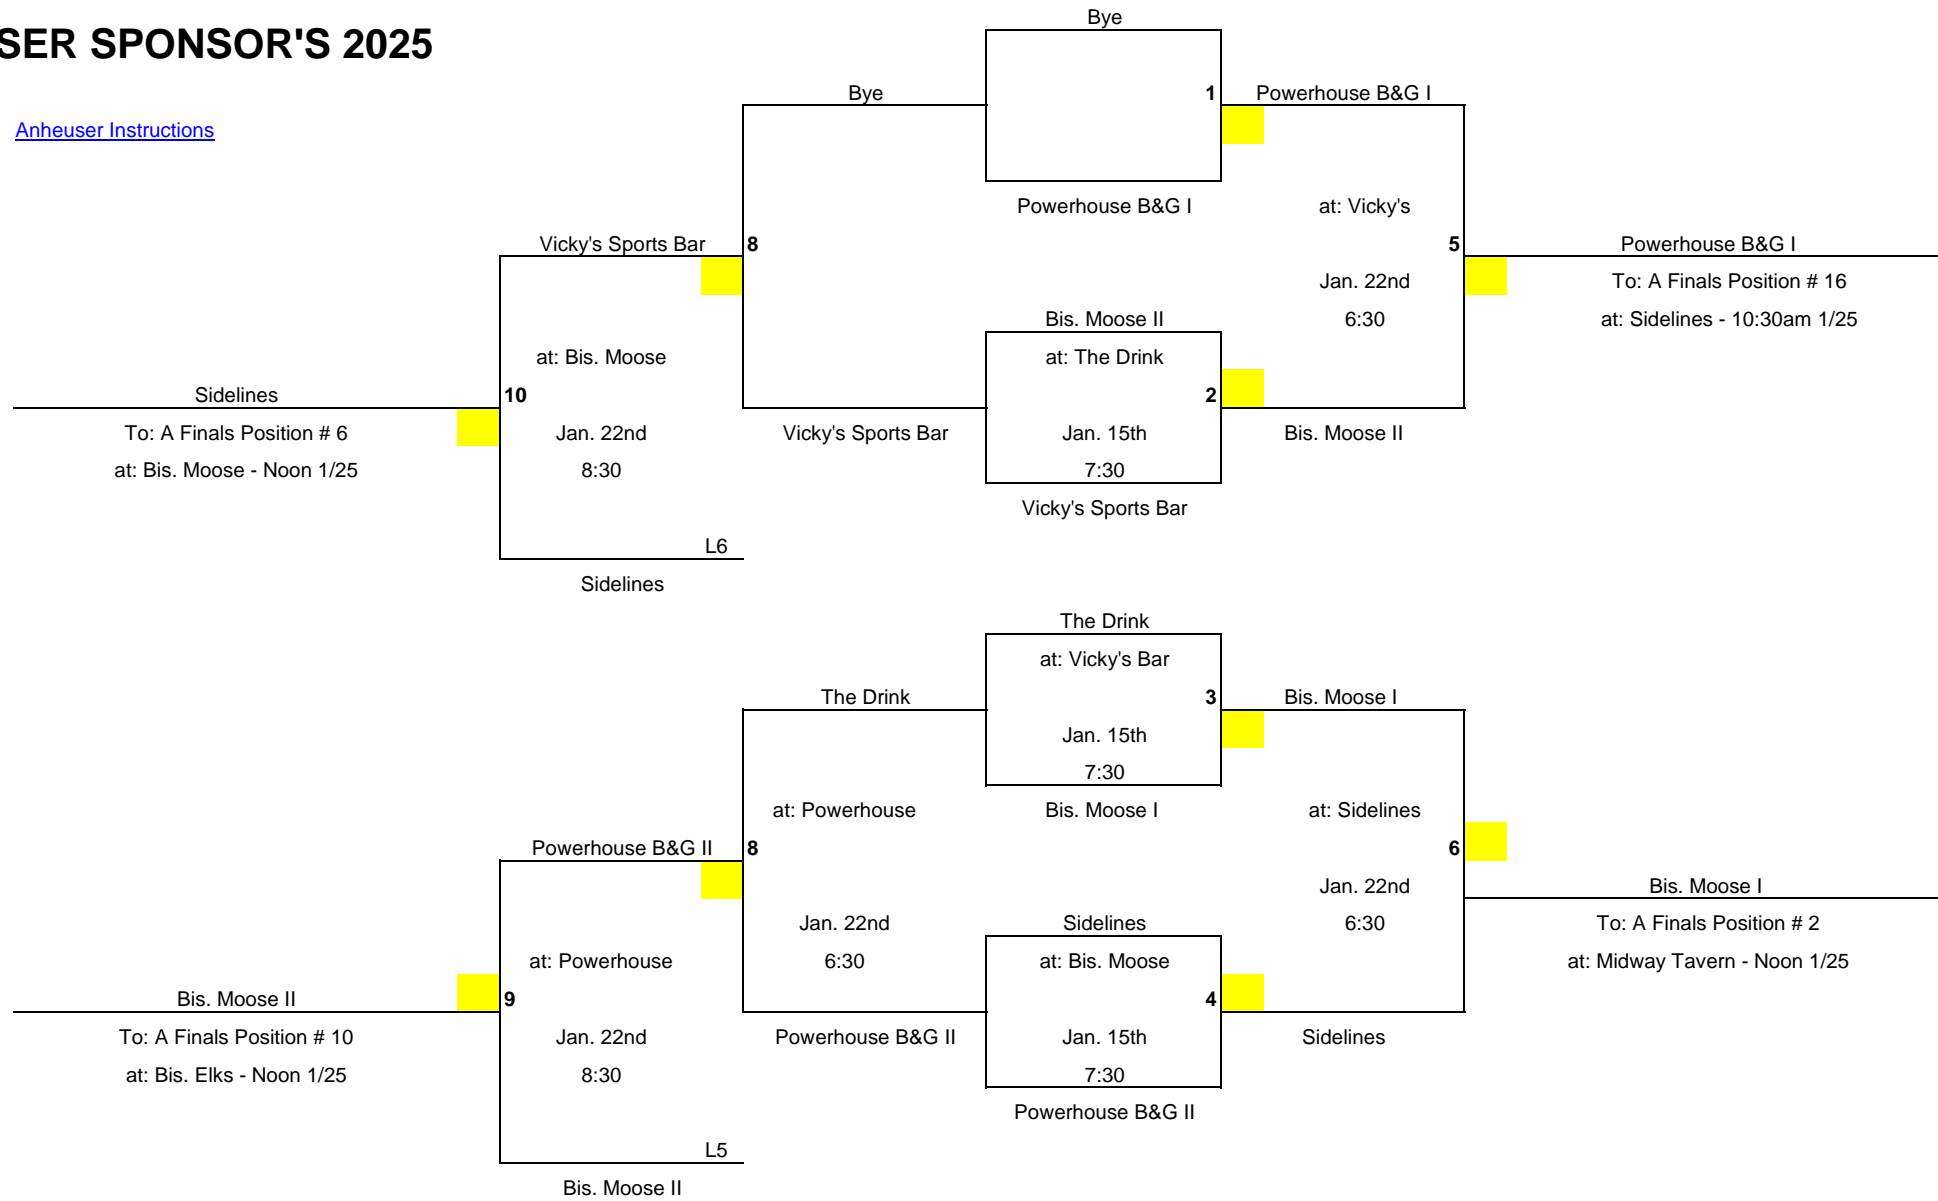 SER SPONSOR'S 2025
Anheuser Instructions
Bye
Bye
1
Powerhouse B&G I
Powerhouse B&G I
at: Vicky's
Vicky's Sports Bar
8
5
Powerhouse B&G I
Jan. 22nd
To: A Finals Position # 16
Bis. Moose II
6:30
at: Sidelines - 10:30am 1/25
at: Bis. Moose
at: The Drink
Sidelines
10
2
To: A Finals Position # 6
Jan. 22nd
Vicky's Sports Bar
Jan. 15th
Bis. Moose II
at: Bis. Moose - Noon 1/25
8:30
7:30
Vicky's Sports Bar
L6
Sidelines
The Drink
at: Vicky's Bar
The Drink
3
Bis. Moose I
Jan. 15th
7:30
at: Powerhouse
Bis. Moose I
at: Sidelines
Powerhouse B&G II
8
6
Jan. 22nd
Bis. Moose I
Jan. 22nd
Sidelines
6:30
To: A Finals Position # 2
at: Powerhouse
6:30
at: Bis. Moose
at: Midway Tavern - Noon 1/25
Bis. Moose II
9
4
To: A Finals Position # 10
Jan. 22nd
Powerhouse B&G II
Jan. 15th
Sidelines
at: Bis. Elks - Noon 1/25
8:30
7:30
Powerhouse B&G II
L5
Bis. Moose II